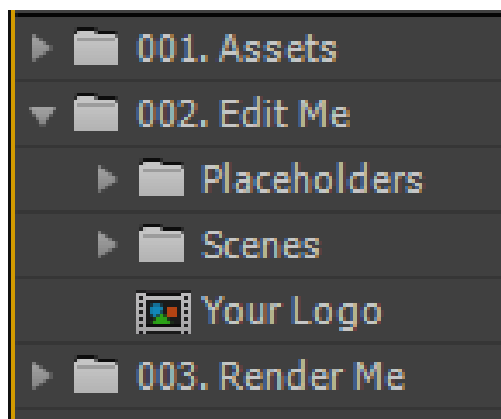 001. Assets
002. Edit Me
Placeholders
Scenes
Your Logo
003. Render Me